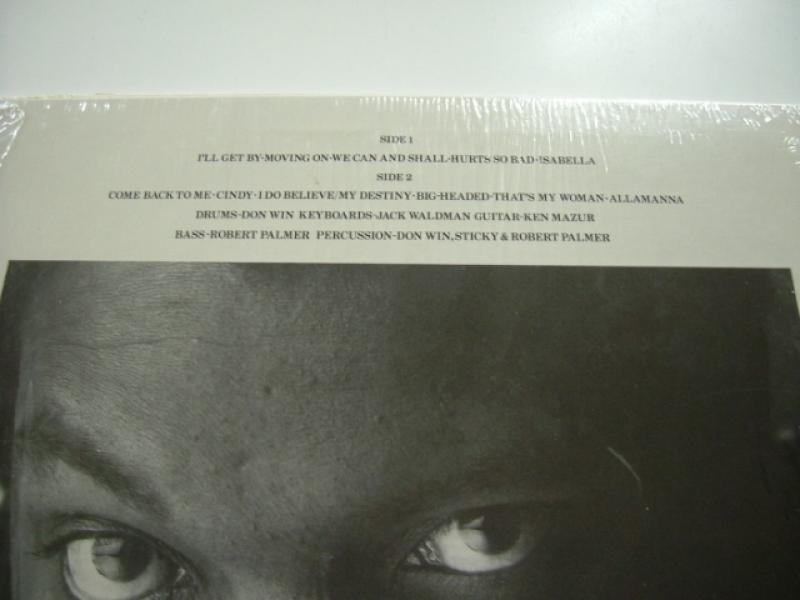 SIDE 1
I'LL GET BY-MOVING ON-WE CAN AND SHALL-HURTS SO BAD-ISABELLA
SIDE 2
COME BACK TO ME-CINDY-I DO BELIEVE/MY DESTINY-BIG-HEADED-THAT'S MY WOMAN-ALLAMANNA
DRUMS-DON WIN KEYBOARDS-JACK WALDMAN GUITAR-KEN MAZUR
BASS-ROBERT PALMER PERCUSSION-DON WIN, STICKY & ROBERT PALMER